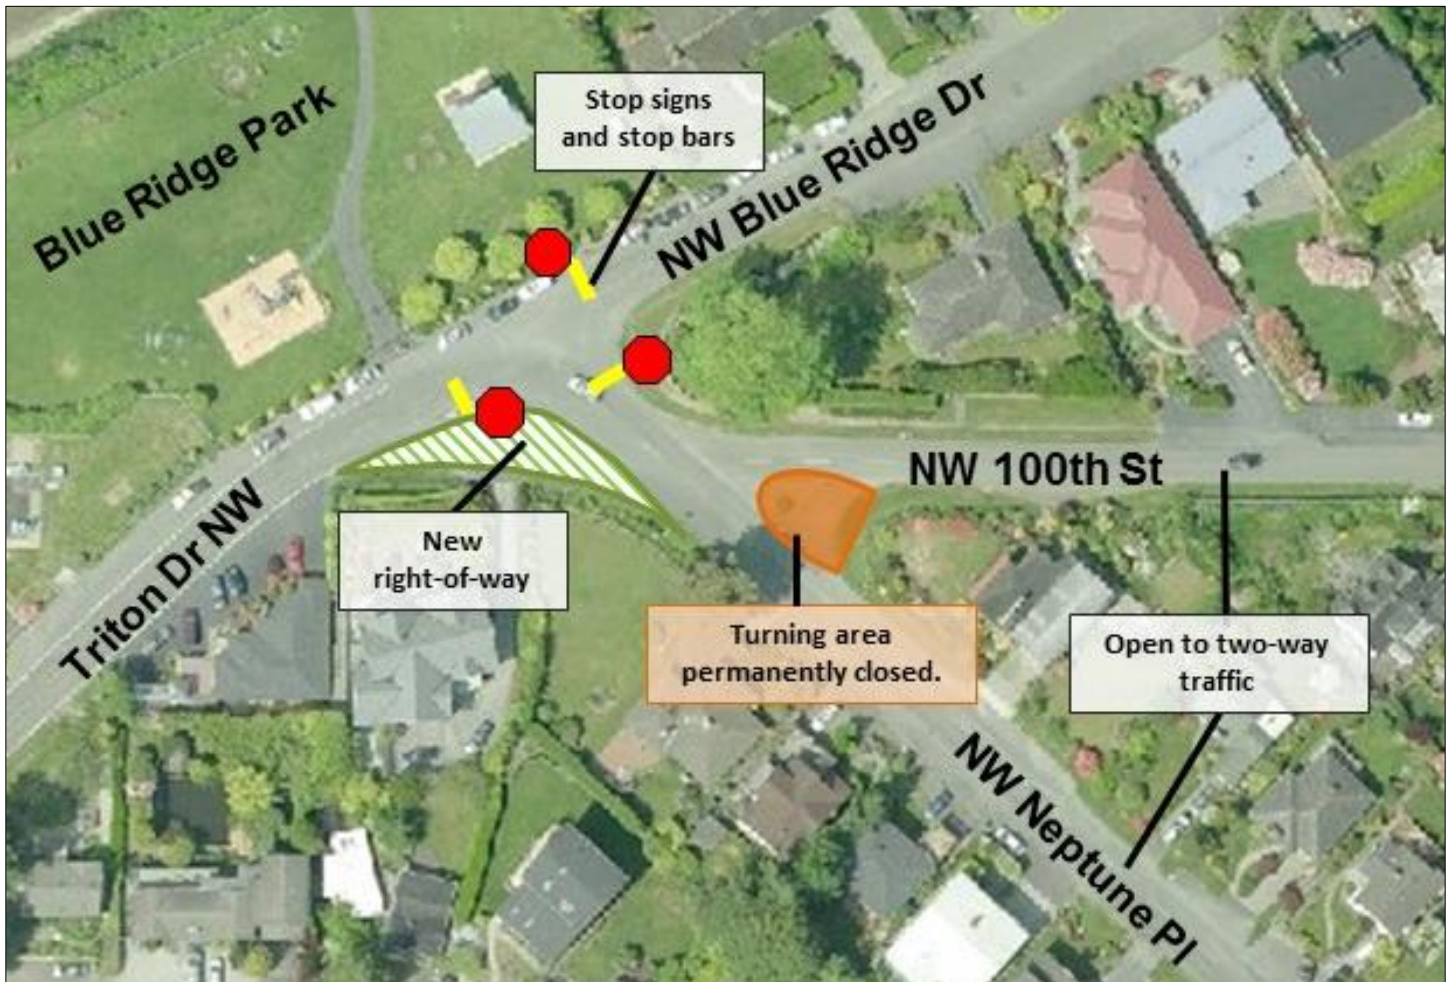 Stop signs
and stop bars
Blue Ridge Park
NW Blue Ridge Dr
NW 100th St
Triton Dr NW
New
right-of-way
Turning area
permanently closed.
Open to two-way
traffic
NW Neptune Pl